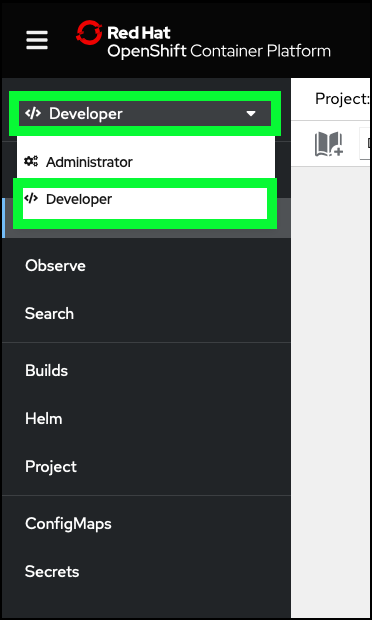 Red Hat
OpenShift Container Platform
Developer
Project:
Administrator
Developer
Observe
Search
Builds
Helm
Project
ConfigMaps
Secrets